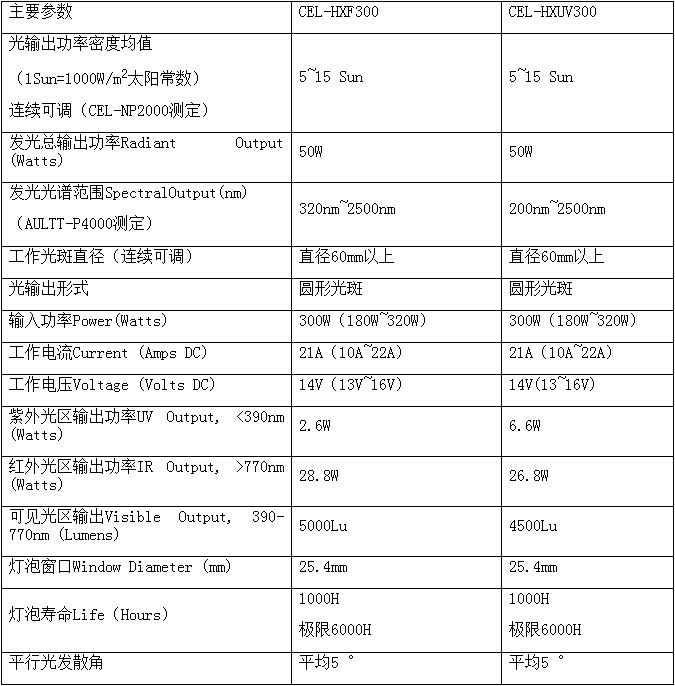 主要参数 CEL-HXF300 CEL-HXUV300
光输出功率密度均值
（1Sun=1000W/m²太阳常数）
连续可调（CEL-NP2000测定）
5~15 Sun 5~15 Sun
发光总输出功率Radiant Output
(Watts)
50W 50W
发光光谱范围SpectralOutput(nm)
（AULTT-P4000测定）
320nm~2500nm 200nm~2500nm
工作光斑直径（连续可调） 直径60mm以上 直径60mm以上
光输出形式 圆形光斑 圆形光斑
输入功率Power(Watts) 300W（180W~320W） 300W（180W~320W）
工作电流Current (Amps DC) 21A（10A~22A） 21A（10A~22A）
工作电压Voltage (Volts DC) 14V（13V~16V） 14V(13~16V)
紫外光区输出功率UV Output, <390nm
(Watts)
2.6W 6.6W
红外光区输出功率IR Output, >770nm
(Watts)
28.8W 26.8W
可见光区输出Visible Output, 390-
770nm (Lumens)
5000Lu 4500Lu
灯泡窗口Window Diameter (mm) 25.4mm 25.4mm
灯泡寿命Life（Hours）
1000H
极限6000H
1000H
极限6000H
平行光发散角 平均5 ° 平均5 °